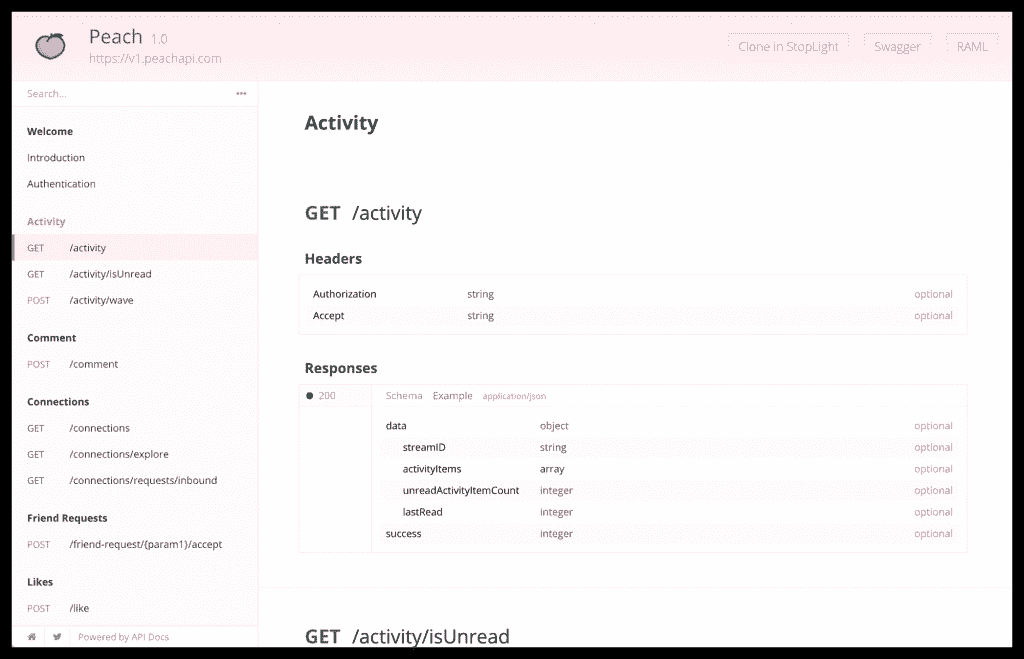 Peach 1.0
https://v1.peachapi.com
Clone in StopLight Swagger RAML
Search...
Welcome
Introduction
Authentication
Activity
GET /activity
GET /activity/isUnread
POST /activity/wave
Comment
POST /comment
Connections
GET /connections
GET /connections/explore
GET /connections/requests/inbound
Friend Requests
POST /friend-request/{param1}/accept
Likes
POST /like
Powered by API Docs
Activity
GET /activity
Headers
Authorization string optional
Accept string optional
Responses
200 Schema Example application/json
data object optional
streamID string optional
activityItems array optional
unreadActivityItemCount integer optional
lastRead integer optional
success integer optional
GET /activity/isUnread